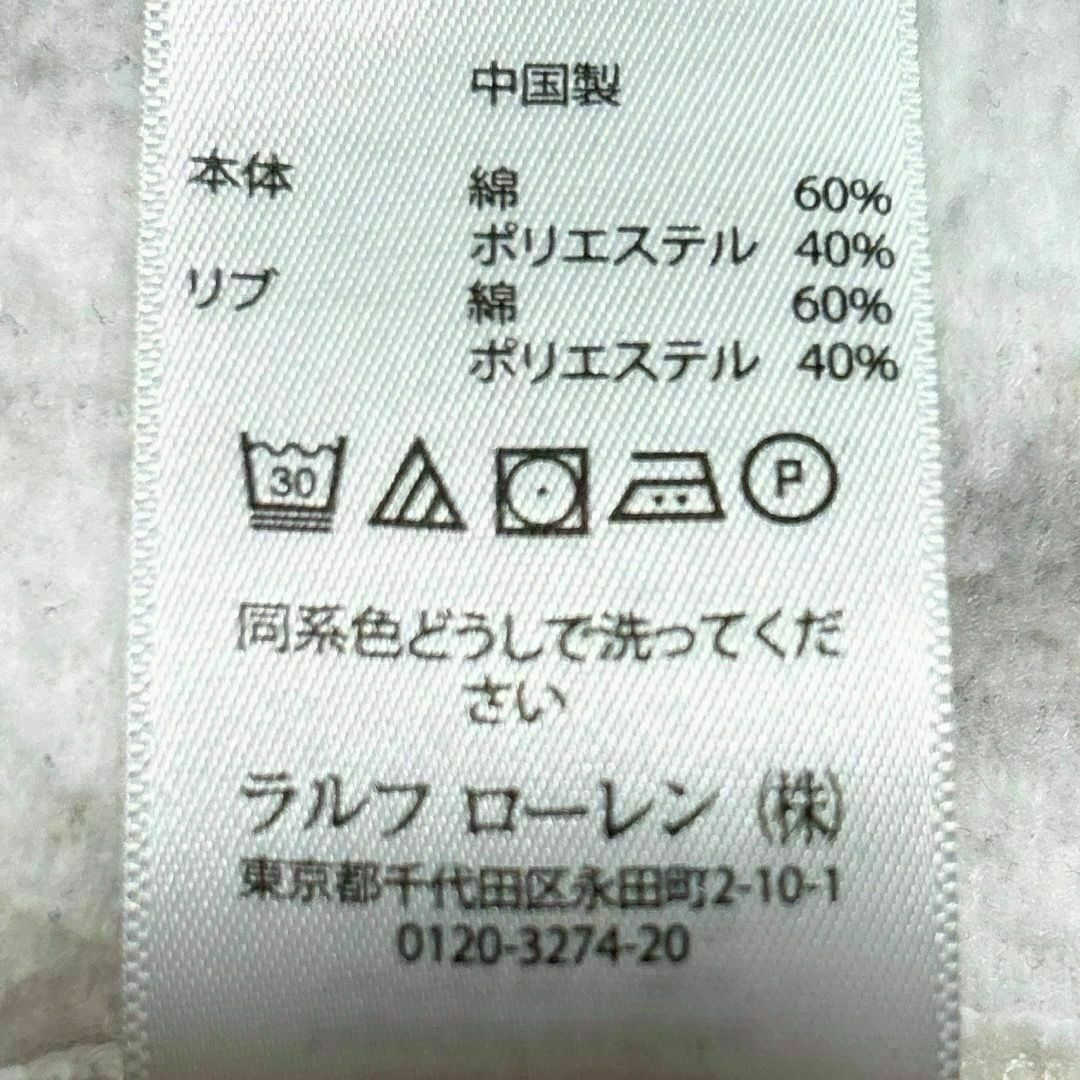 中国製
本体 綿 60%
ポリエステル 40%
リブ 綿 60%
ポリエステル 40%
30 P
同系色どうしで洗ってくだ
さい
ラルフ ローレン ㈱
東京都千代田区永田町2-10-1
0120-3274-20